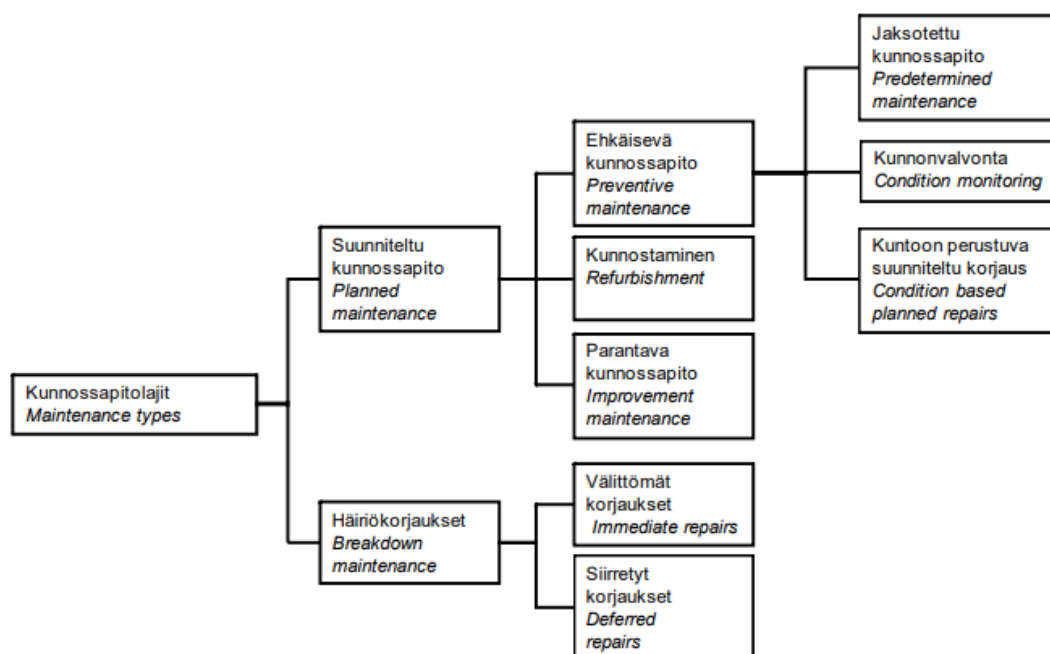 Kunnossapitolajit
Maintenance types
Suunniteltu
kunnossapito
Planned
maintenance
Häiriökorjaukset
Breakdown
maintenance
Ehkäisevä
kunnossapito
Preventive
maintenance
Kunnostaminen
Refurbishment
Parantava
kunnossapito
Improvement
maintenance
Välittömät
korjaukset
Immediate repairs
Siirretyt
korjaukset
Deferred
repairs
Jaksotettu
kunnossapito
Predetermined
maintenance
Kunnonvalvonta
Condition monitoring
Kuntoon perustuva
suunniteltu korjaus
Condition based
planned repairs